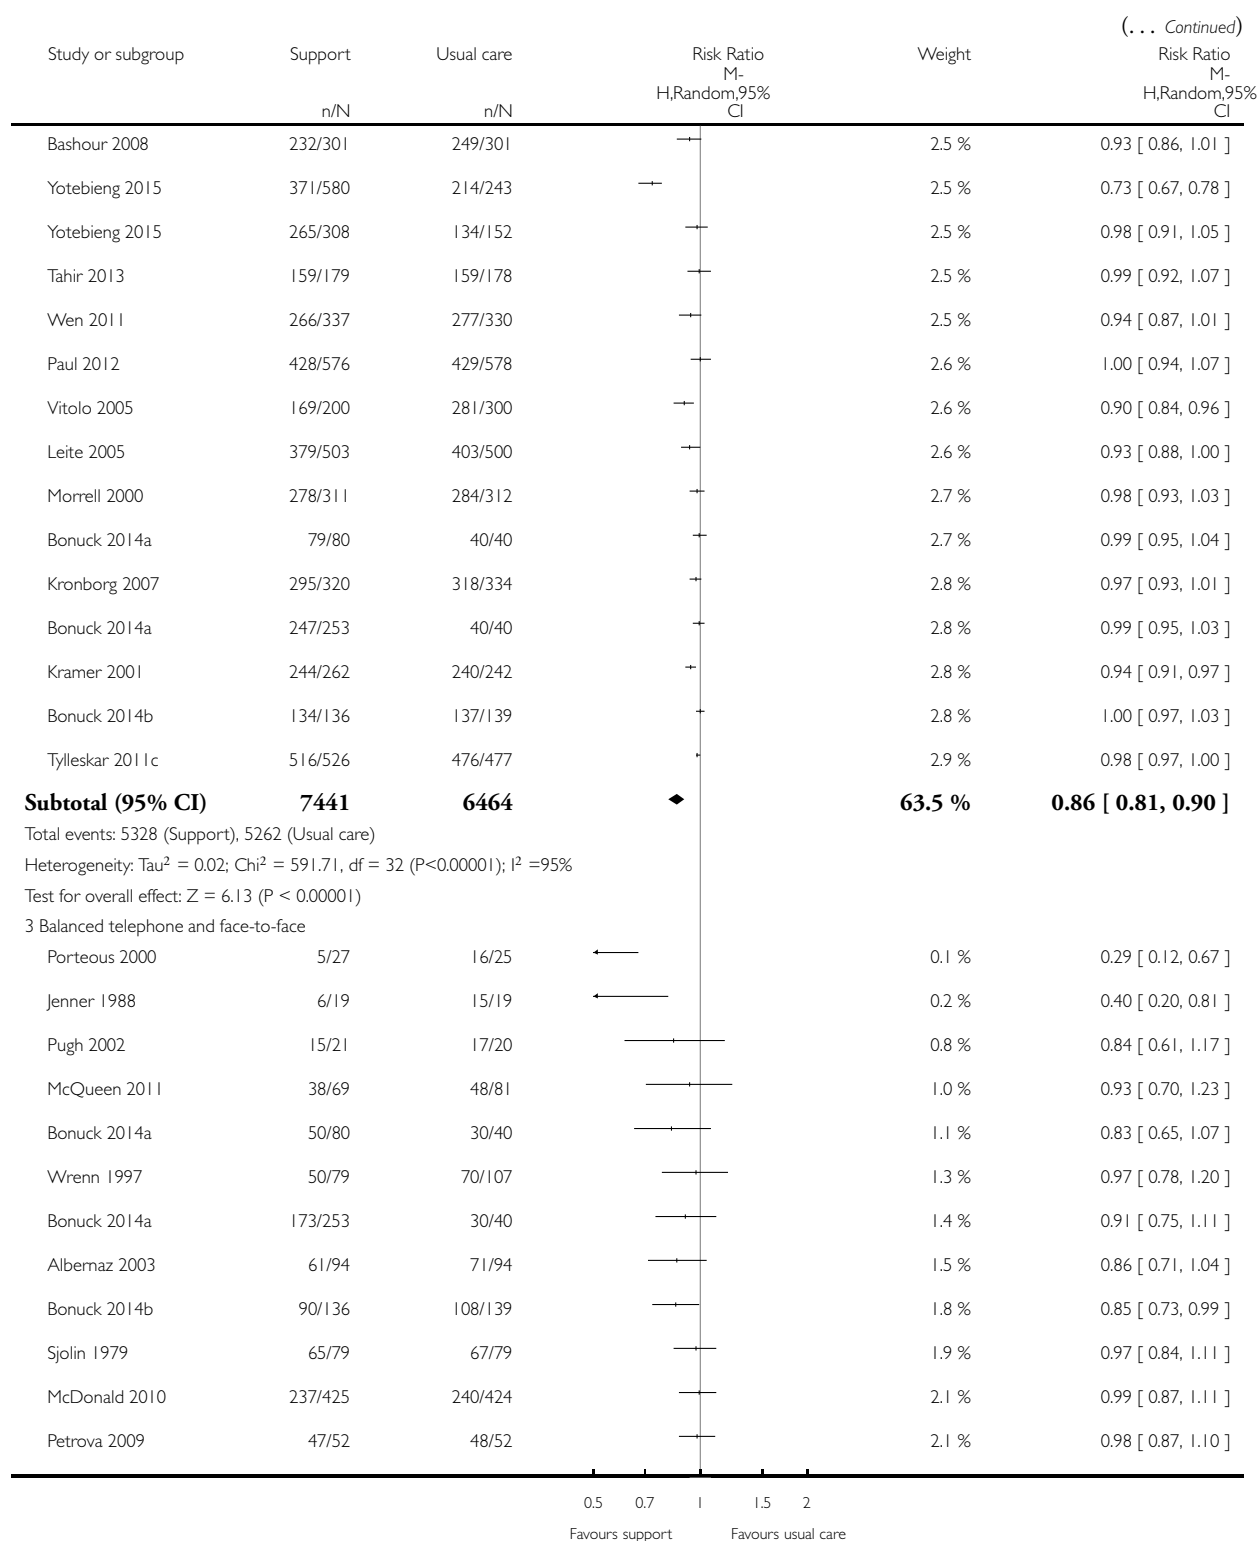 (... Continued)
Study or subgroup Support Usual care Risk Ratio Weight Risk Ratio
M- M-
H,Random,95% H,Random,95%
n/N n/N CI CI
Bashour 2008 232/301 249/301 2.5 % 0.93 [ 0.86, 1.01 ]
Yotebieng 2015 371/580 214/243 2.5 % 0.73 [ 0.67, 0.78 ]
Yotebieng 2015 265/308 134/152 2.5 % 0.98 [ 0.91, 1.05 ]
Tahir 2013 159/179 159/178 2.5 % 0.99 [ 0.92, 1.07 ]
Wen 2011 266/337 277/330 2.5 % 0.94 [ 0.87, 1.01 ]
Paul 2012 428/576 429/578 2.6 % 1.00 [ 0.94, 1.07 ]
Vitolo 2005 169/200 281/300 2.6 % 0.90 [ 0.84, 0.96 ]
Leite 2005 379/503 403/500 2.6 % 0.93 [ 0.88, 1.00 ]
Morrell 2000 278/311 284/312 2.7 % 0.98 [ 0.93, 1.03 ]
Bonuck 2014a 79/80 40/40 2.7 % 0.99 [ 0.95, 1.04 ]
Kronborg 2007 295/320 318/334 2.8 % 0.97 [ 0.93, 1.01 ]
Bonuck 2014a 247/253 40/40 2.8 % 0.99 [ 0.95, 1.03 ]
Kramer 2001 244/262 240/242 2.8 % 0.94 [ 0.91, 0.97 ]
Bonuck 2014b 134/136 137/139 2.8 % 1.00 [ 0.97, 1.03 ]
Tylleskar 2011c 516/526 476/477 2.9 % 0.98 [ 0.97, 1.00 ]
Subtotal (95% CI) 7441 6464 63.5 % 0.86 [ 0.81, 0.90 ]
Total events: 5328 (Support), 5262 (Usual care)
Heterogeneity: Tau² = 0.02; Chi² = 591.71, df = 32 (P<0.00001); I² =95%
Test for overall effect: Z = 6.13 (P < 0.00001)
3 Balanced telephone and face-to-face
Porteous 2000 5/27 16/25 0.1 % 0.29 [ 0.12, 0.67 ]
Jenner 1988 6/19 15/19 0.2 % 0.40 [ 0.20, 0.81 ]
Pugh 2002 15/21 17/20 0.8 % 0.84 [ 0.61, 1.17 ]
McQueen 2011 38/69 48/81 1.0 % 0.93 [ 0.70, 1.23 ]
Bonuck 2014a 50/80 30/40 1.1 % 0.83 [ 0.65, 1.07 ]
Wrenn 1997 50/79 70/107 1.3 % 0.97 [ 0.78, 1.20 ]
Bonuck 2014a 173/253 30/40 1.4 % 0.91 [ 0.75, 1.11 ]
Albernaz 2003 61/94 71/94 1.5 % 0.86 [ 0.71, 1.04 ]
Bonuck 2014b 90/136 108/139 1.8 % 0.85 [ 0.73, 0.99 ]
Sjolin 1979 65/79 67/79 1.9 % 0.97 [ 0.84, 1.11 ]
McDonald 2010 237/425 240/424 2.1 % 0.99 [ 0.87, 1.11 ]
Petrova 2009 47/52 48/52 2.1 % 0.98 [ 0.87, 1.10 ]
0.5 0.7 1 1.5 2
Favours support Favours usual care